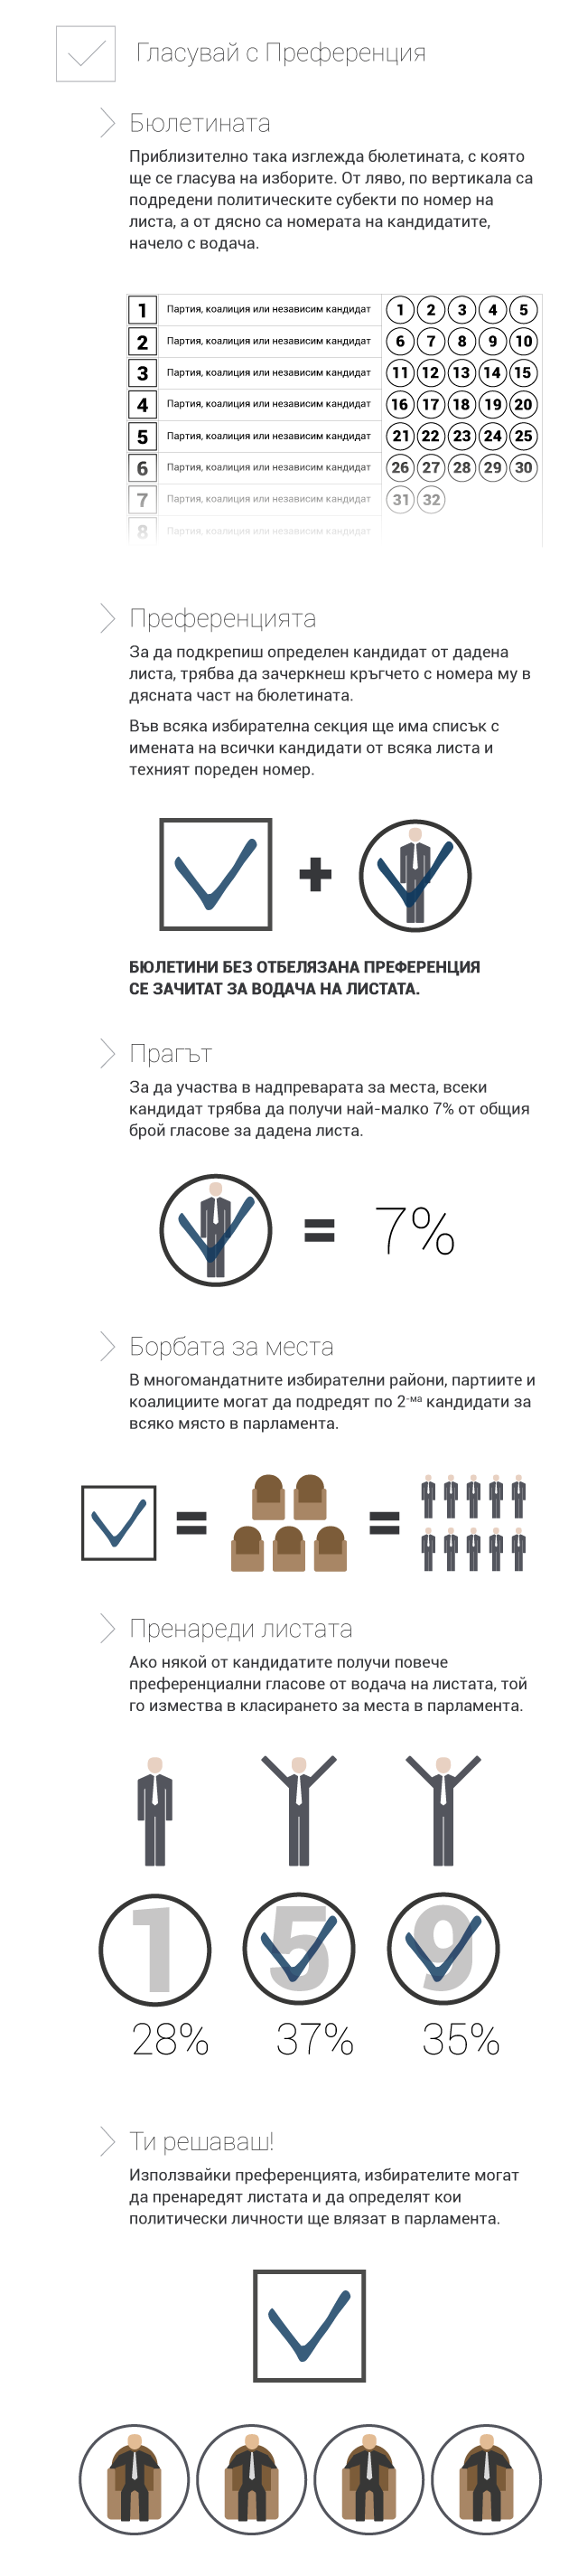 Гласувай с Преференция
Бюлетината
Приблизително така изглежда бюлетината, с която
ще се гласува на изборите. От ляво, по вертикала са
подредени политическите субекти по номер на
листа, а от дясно са номерата на кандидатите,
начело с водача.
1 Партия, коалиция или независим кандидат 1 2 3 4 5
2 Партия, коалиция или независим кандидат 6 7 8 9 10
3 Партия, коалиция или независим кандидат 11 12 13 14 15
4 Партия, коалиция или независим кандидат 16 17 18 19 20
5 Партия, коалиция или независим кандидат 21 22 23 24 25
6 Партия, коалиция или независим кандидат 26 27 28 29 30
7 Партия, коалиция или независим кандидат 31 32
8 Партия, коалиция или независим кандидат
Преференцията
За да подкрепиш определен кандидат от дадена
листа, трябва да зачеркнеш кръгчето с номера му в
дясната част на бюлетината.
Във всяка избирателна секция ще има списък с
имената на всички кандидати от всяка листа и
техният пореден номер.
+
БЮЛЕТИНИ БЕЗ ОТБЕЛЯЗАНА ПРЕФЕРЕНЦИЯ
СЕ ЗАЧИТАТ ЗА ВОДАЧА НА ЛИСТАТА.
Прагът
За да участва в надпреварата за места, всеки
кандидат трябва да получи най-малко 7% от общия
брой гласове за дадена листа.
= 7%
Борбата за места
В многомандатните избирателни райони, партиите и
коалициите могат да подредят по 2-ма кандидати за
всяко място в парламента.
= =
Пренареди листата
Ако някой от кандидатите получи повече
преференциални гласове от водача на листата, той
го измества в класирането за места в парламента.
1 5 9
28% 37% 35%
Ти решаваш!
Използвайки преференцията, избирателите могат
да пренаредят листата и да определят кои
политически личности ще влязат в парламента.